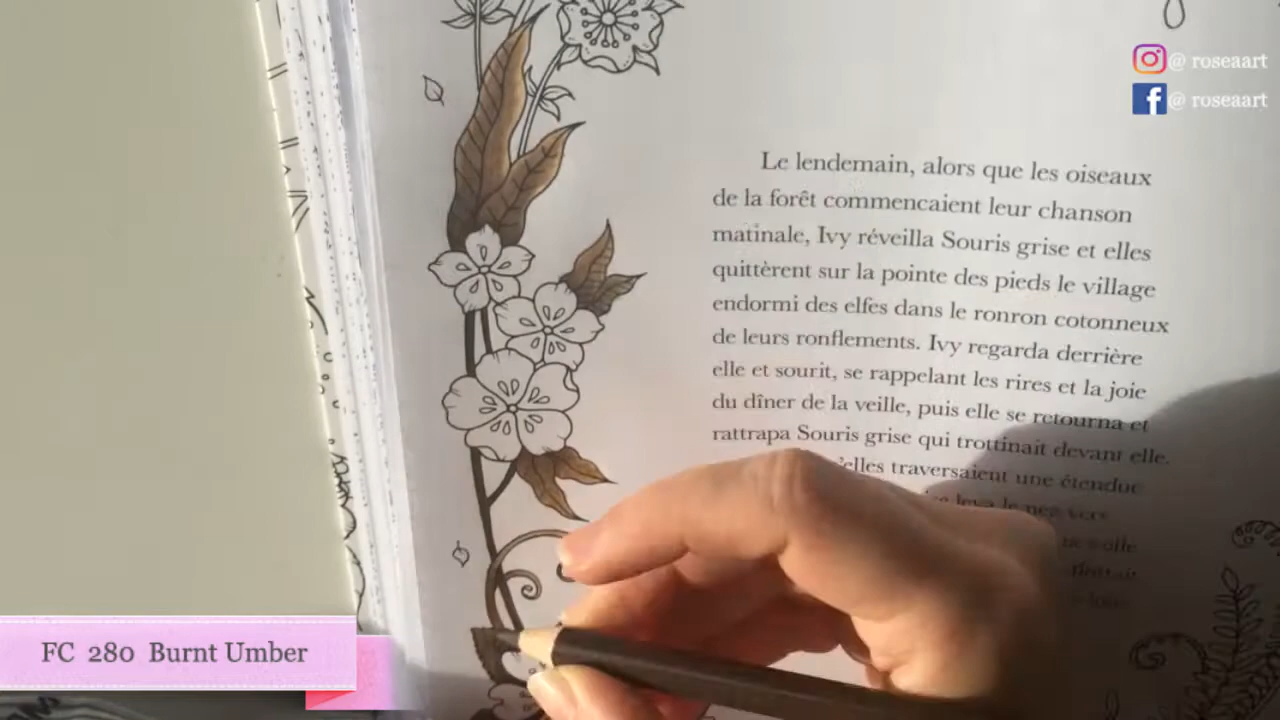 @ roseaart
@ roseaart
Le lendemain, alors que les oiseaux
de la forêt commencaient leur chanson
matinale, Ivy réveilla Souris grise et elles
quittèrent sur la pointe des pieds le village
endormi des elfes dans le ronron cotonneux
de leurs ronflements. Ivy regarda derrière
elle et sourit, se rappelant les rires et la joie
du dîner de la veille, puis elle se retourna et
rattrapa Souris grise qui trottinait devant elle.
'elles traversaient une étendue
leva le nez vers
FC 280 Burnt Umber